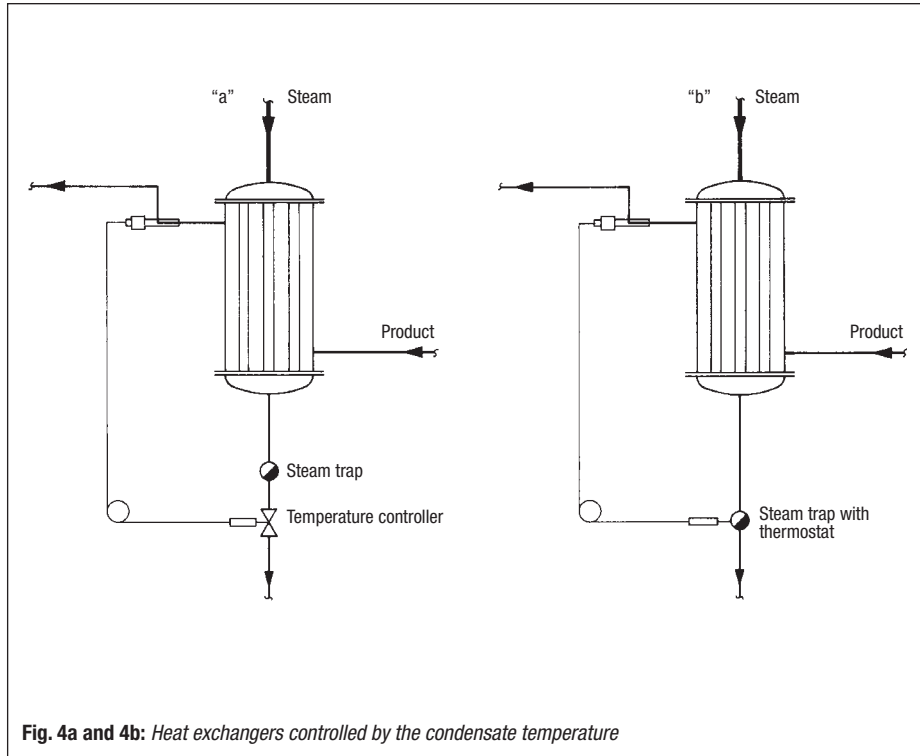 “a”
Steam
Product
Steam trap
Temperature controller
“b”
Steam
Product
Steam trap with
thermostat
Fig. 4a and 4b: Heat exchangers controlled by the condensate temperature